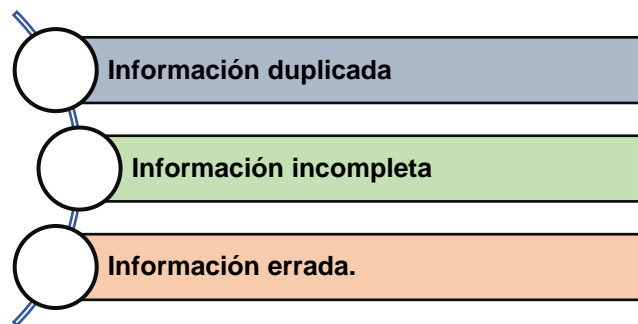 Información duplicada
Información incompleta
Información errada.